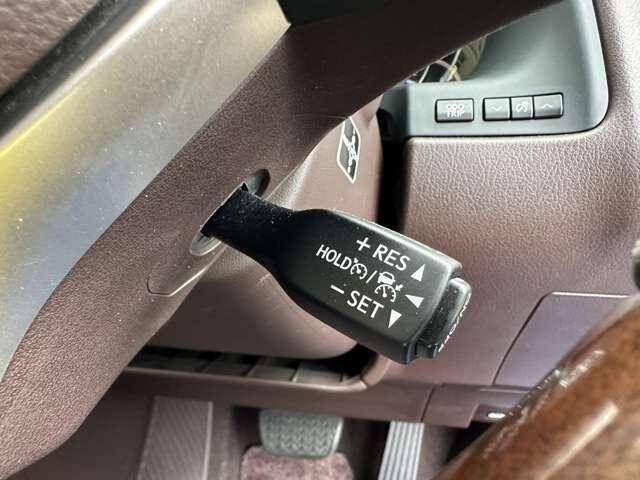 ODO
TRIP
+ RES
HOLD /
– SET